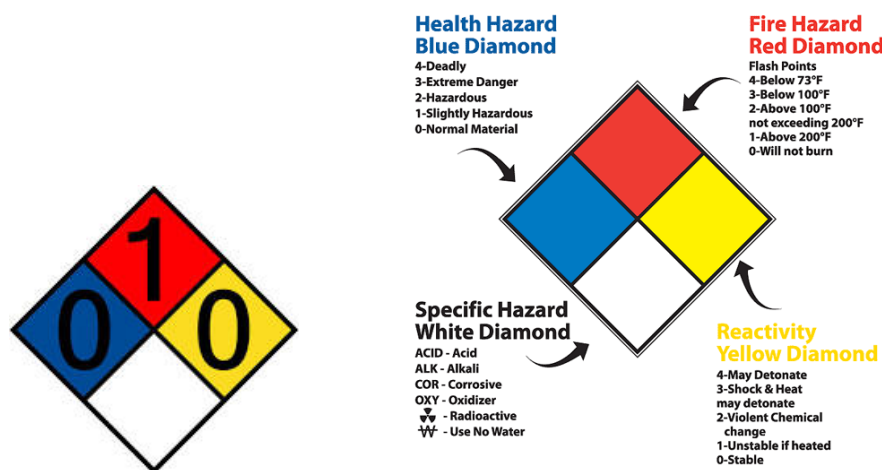 1
0 0
Health Hazard
Blue Diamond
4-Deadly
3-Extreme Danger
2-Hazardous
1-Slightly Hazardous
0-Normal Material
Fire Hazard
Red Diamond
Flash Points
4-Below 73°F
3-Below 100°F
2-Above 100°F
not exceeding 200°F
1-Above 200°F
0-Will not burn
Specific Hazard
White Diamond
ACID - Acid
ALK - Alkali
COR - Corrosive
OXY - Oxidizer
- Radioactive
W - Use No Water
Reactivity
Yellow Diamond
4-May Detonate
3-Shock & Heat
may detonate
2-Violent Chemical
change
1-Unstable if heated
0-Stable